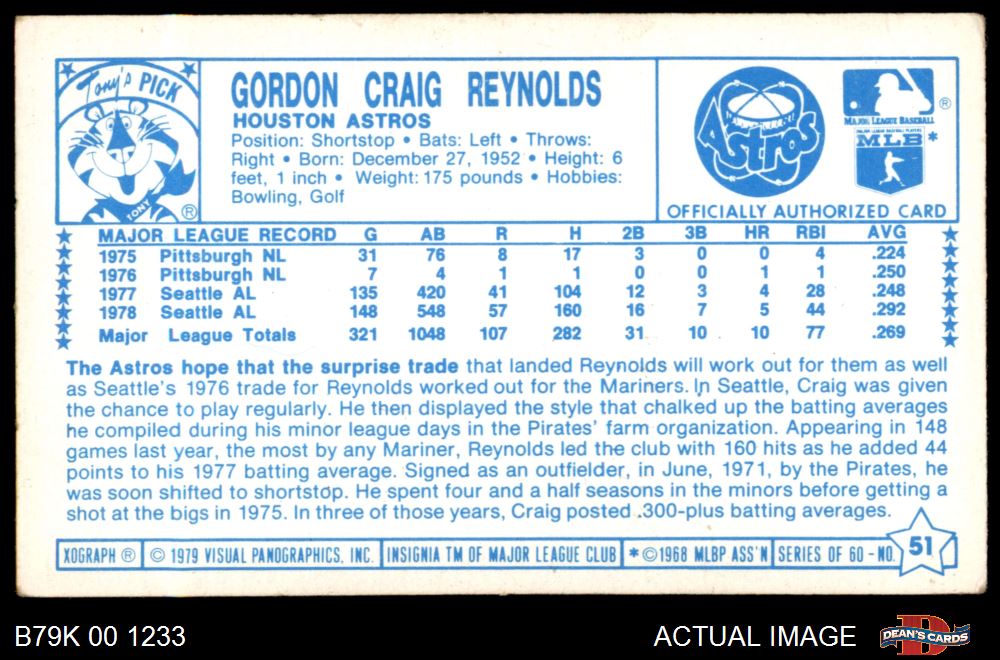 Tony's PICK
TONY ®
GORDON CRAIG REYNOLDS
HOUSTON ASTROS
Position: Shortstop • Bats: Left • Throws:
Right • Born: December 27, 1952 • Height: 6
feet, 1 inch • Weight: 175 pounds • Hobbies:
Bowling, Golf
Astros
MAJOR LEAGUE BASEBALL ®
MAJOR LEAGUE BASEBALL PLAYERS
MLB *
OFFICIALLY AUTHORIZED CARD
MAJOR LEAGUE RECORD G AB R H 2B 3B HR RBI AVG
1975 Pittsburgh NL 31 76 8 17 3 0 0 4 .224
1976 Pittsburgh NL 7 4 1 1 0 0 1 1 .250
1977 Seattle AL 135 420 41 104 12 3 4 28 .248
1978 Seattle AL 148 548 57 160 16 7 5 44 .292
Major League Totals 321 1048 107 282 31 10 10 77 .269
The Astros hope that the surprise trade that landed Reynolds will work out for them as well
as Seattle's 1976 trade for Reynolds worked out for the Mariners. In Seattle, Craig was given
the chance to play regularly. He then displayed the style that chalked up the batting averages
he compiled during his minor league days in the Pirates' farm organization. Appearing in 148
games last year, the most by any Mariner, Reynolds led the club with 160 hits as he added 44
points to his 1977 batting average. Signed as an outfielder, in June, 1971, by the Pirates, he
was soon shifted to shortstop. He spent four and a half seasons in the minors before getting a
shot at the bigs in 1975. In three of those years, Craig posted .300-plus batting averages.
XOGRAPH ® © 1979 VISUAL PANOGRAPHICS, INC. INSIGNIA TM OF MAJOR LEAGUE CLUB * ©1968 MLBP ASS'N SERIES OF 60 - NO. 51
B79K 00 1233 ACTUAL IMAGE DEAN'S CARDS